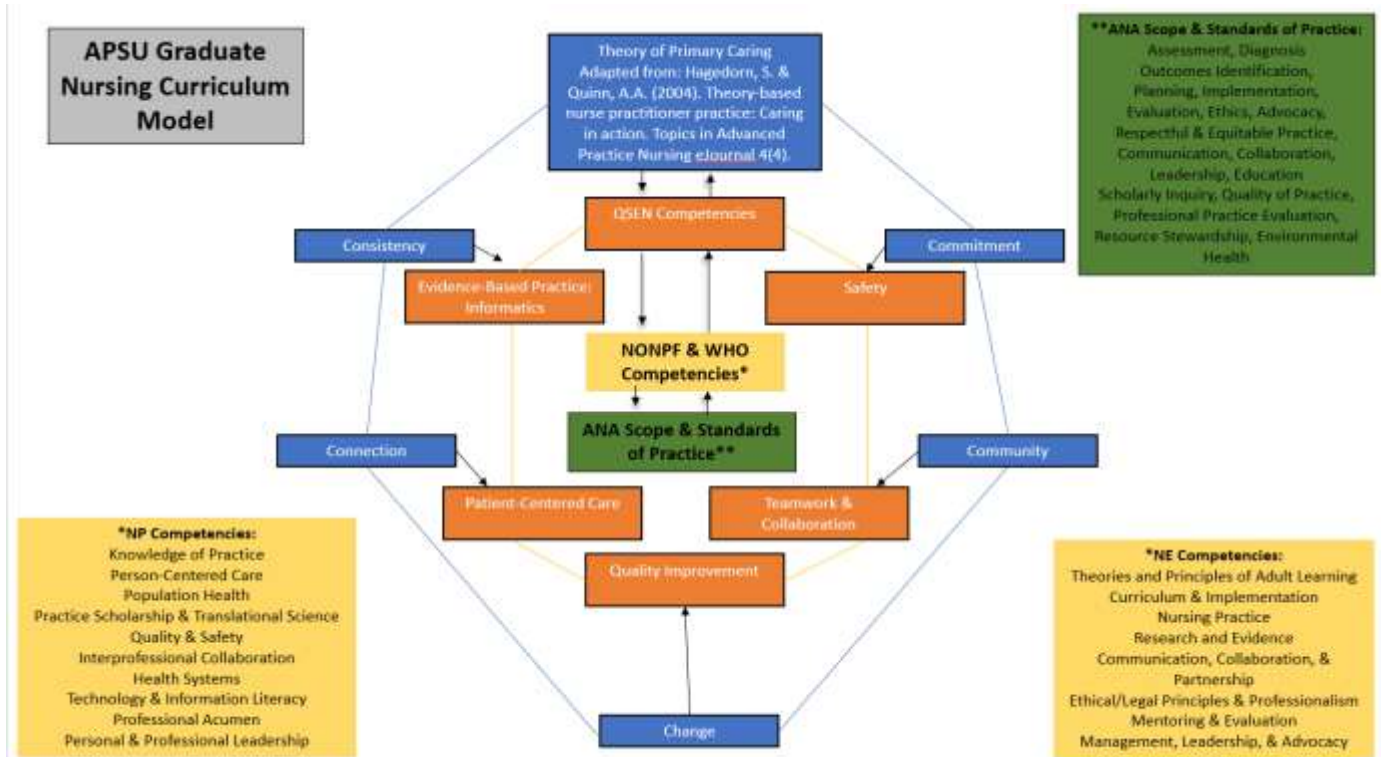 APSU Graduate
Nursing Curriculum
Model
Theory of Primary Caring
Adapted from: Hagedorn, S. &
Quinn, A.A. (2004). Theory-based
nurse practitioner practice: Caring
in action. Topics in Advanced
Practice Nursing eJournal 4(4).
**ANA Scope & Standards of Practice:
Assessment, Diagnosis
Outcomes Identification,
Planning, Implementation,
Evaluation, Ethics, Advocacy,
Respectful & Equitable Practice,
Communication, Collaboration,
Leadership, Education
Scholarly Inquiry, Quality of Practice,
Professional Practice Evaluation,
Resource Stewardship, Environmental
Health
QSEN Competencies
Consistency
Commitment
Evidence-Based Practice:
Informatics
Safety
NONPF & WHO
Competencies*
ANA Scope & Standards
of Practice**
Connection
Community
Patient-Centered Care
Teamwork &
Collaboration
Quality Improvement
Change
*NP Competencies:
Knowledge of Practice
Person-Centered Care
Population Health
Practice Scholarship & Translational Science
Quality & Safety
Interprofessional Collaboration
Health Systems
Technology & Information Literacy
Professional Acumen
Personal & Professional Leadership
*NE Competencies:
Theories and Principles of Adult Learning
Curriculum & Implementation
Nursing Practice
Research and Evidence
Communication, Collaboration, &
Partnership
Ethical/Legal Principles & Professionalism
Mentoring & Evaluation
Management, Leadership, & Advocacy